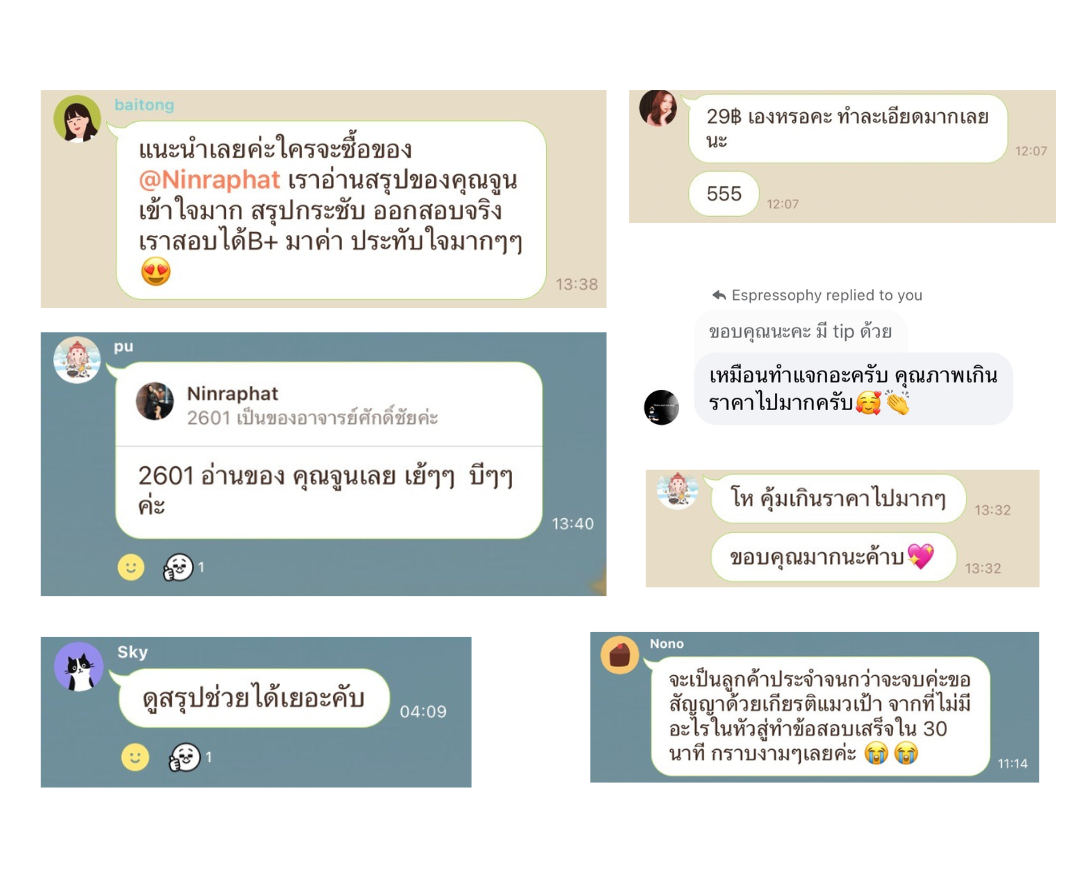 baitong
แนะนำเลยค่ะใครจะซื้อของ
@Ninraphat เราอ่านสรุปของคุณจูน
เข้าใจมาก สรุปกระชับ ออกสอบจริง
เราสอบได้B+ มาค่า ประทับใจมากๆๆ
😍
13:38
pu
Ninraphat
2601 เป็นของอาจารย์ศักดิ์ชัยค่ะ
2601 อ่านของ คุณจูนเลย เย้ๆๆ บีๆๆ
ค่ะ
13:40
1
Sky
ดูสรุปช่วยได้เยอะคับ
04:09
1
29฿ เองหรอคะ ทำละเอียดมากเลย
นะ
12:07
555
12:07
Espressophy replied to you
ขอบคุณนะคะ มี tip ด้วย
เหมือนทำแจกอะครับ คุณภาพเกิน
ราคาไปมากครับ🥰👏
โห คุ้มเกินราคาไปมากๆ
13:32
ขอบคุณมากนะค้าบ💖
13:32
Nono
จะเป็นลูกค้าประจำจนกว่าจะจบค่ะขอ
สัญญาด้วยเกียรติแมวเป้า จากที่ไม่มี
อะไรในหัวสู่ทำข้อสอบเสร็จใน 30
นาที กราบงามๆเลยค่ะ 😭😭
11:14